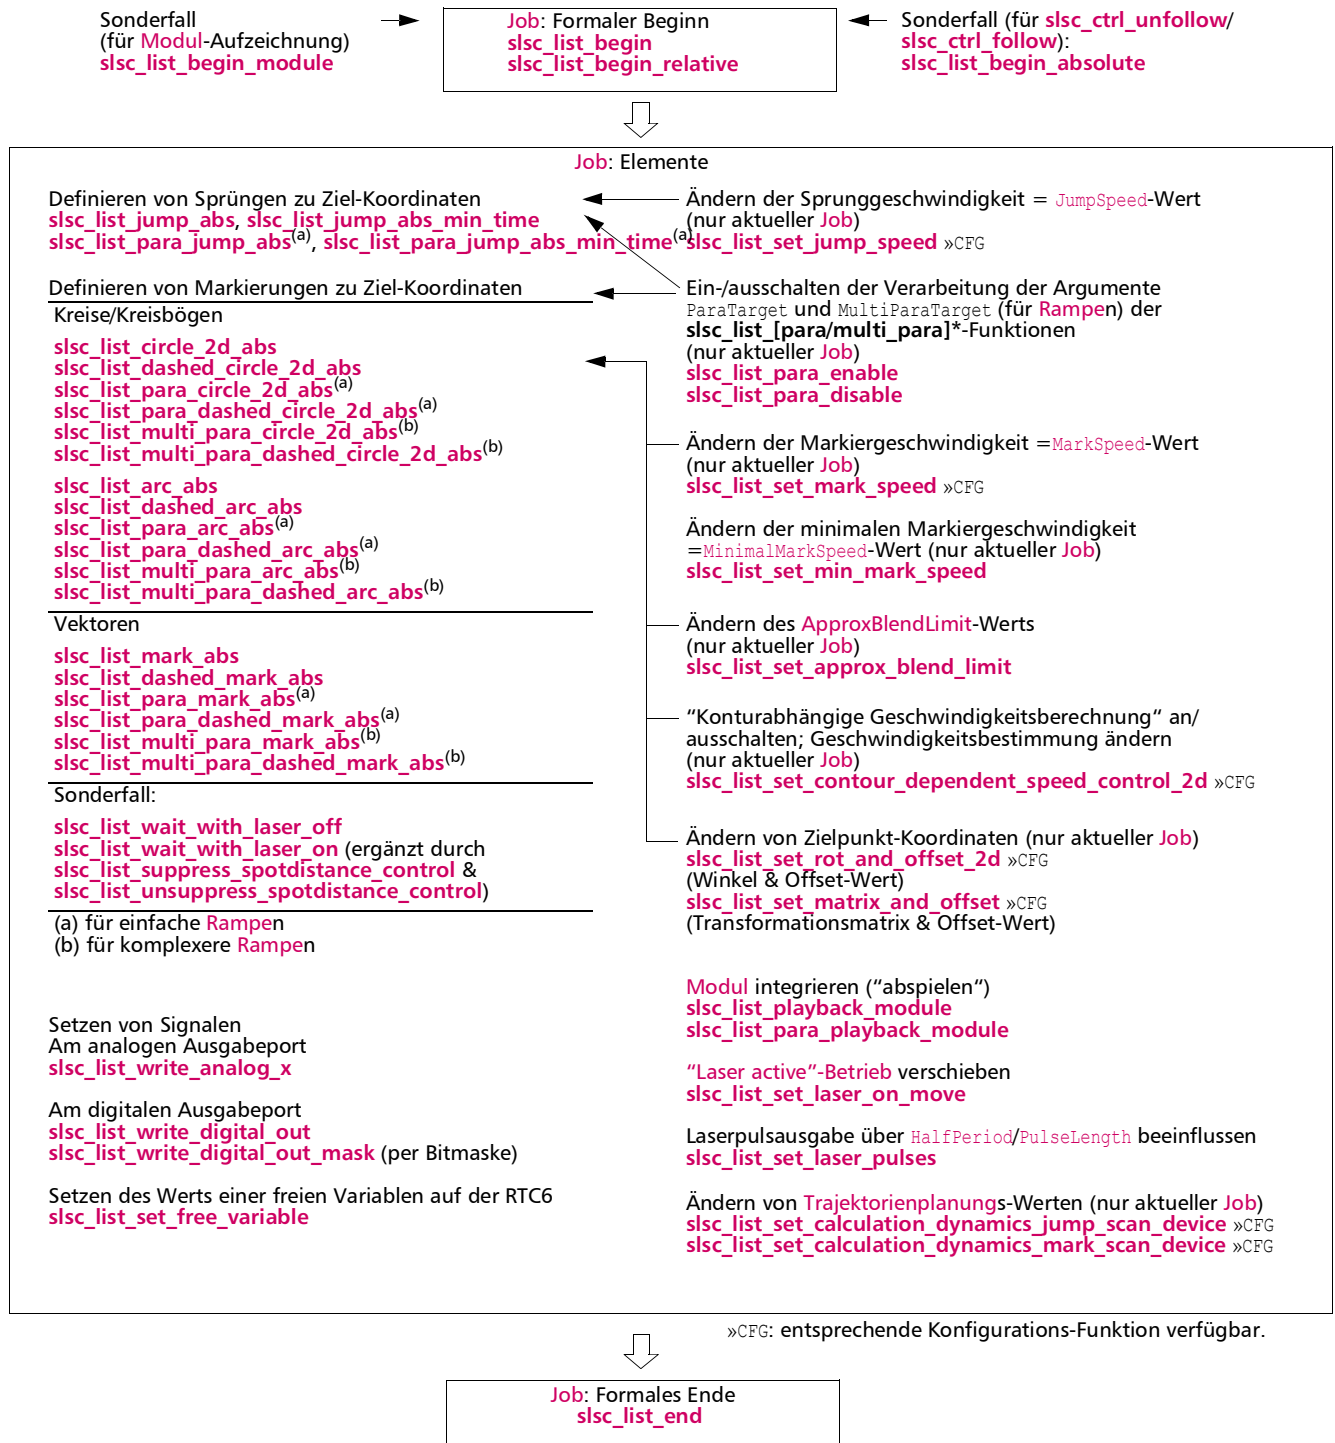 Sonderfall
(für Modul-Aufzeichnung)
slsc_list_begin_module
Job: Formaler Beginn
slsc_list_begin
slsc_list_begin_relative
Sonderfall (für slsc_ctrl_unfollow/
slsc_ctrl_follow):
slsc_list_begin_absolute
Job: Elemente
Definieren von Sprüngen zu Ziel-Koordinaten
slsc_list_jump_abs, slsc_list_jump_abs_min_time
slsc_list_para_jump_abs(a), slsc_list_para_jump_abs_min_time(a)
Definieren von Markierungen zu Ziel-Koordinaten
Kreise/Kreisbögen
slsc_list_circle_2d_abs
slsc_list_dashed_circle_2d_abs
slsc_list_para_circle_2d_abs(a)
slsc_list_para_dashed_circle_2d_abs(a)
slsc_list_multi_para_circle_2d_abs(b)
slsc_list_multi_para_dashed_circle_2d_abs(b)
slsc_list_arc_abs
slsc_list_dashed_arc_abs
slsc_list_para_arc_abs(a)
slsc_list_para_dashed_arc_abs(a)
slsc_list_multi_para_arc_abs(b)
slsc_list_multi_para_dashed_arc_abs(b)
Vektoren
slsc_list_mark_abs
slsc_list_dashed_mark_abs
slsc_list_para_mark_abs(a)
slsc_list_para_dashed_mark_abs(a)
slsc_list_multi_para_mark_abs(b)
slsc_list_multi_para_dashed_mark_abs(b)
Sonderfall:
slsc_list_wait_with_laser_off
slsc_list_wait_with_laser_on (ergänzt durch
slsc_list_suppress_spotdistance_control &
slsc_list_unsuppress_spotdistance_control)
(a) für einfache Rampen
(b) für komplexere Rampen
Setzen von Signalen
Am analogen Ausgabeport
slsc_list_write_analog_x
Am digitalen Ausgabeport
slsc_list_write_digital_out
slsc_list_write_digital_out_mask (per Bitmaske)
Setzen des Werts einer freien Variablen auf der RTC6
slsc_list_set_free_variable
Ändern der Sprunggeschwindigkeit = JumpSpeed-Wert
(nur aktueller Job)
slsc_list_set_jump_speed »CFG
Ein-/ausschalten der Verarbeitung der Argumente
ParaTarget und MultiParaTarget (für Rampen) der
slsc_list_[para/multi_para]*-Funktionen
(nur aktueller Job)
slsc_list_para_enable
slsc_list_para_disable
Ändern der Markiergeschwindigkeit =MarkSpeed-Wert
(nur aktueller Job)
slsc_list_set_mark_speed »CFG
Ändern der minimalen Markiergeschwindigkeit
=MinimalMarkSpeed-Wert (nur aktueller Job)
slsc_list_set_min_mark_speed
Ändern des ApproxBlendLimit-Werts
(nur aktueller Job)
slsc_list_set_approx_blend_limit
“Konturabhängige Geschwindigkeitsberechnung“ an/
ausschalten; Geschwindigkeitsbestimmung ändern
(nur aktueller Job)
slsc_list_set_contour_dependent_speed_control_2d »CFG
Ändern von Zielpunkt-Koordinaten (nur aktueller Job)
slsc_list_set_rot_and_offset_2d »CFG
(Winkel & Offset-Wert)
slsc_list_set_matrix_and_offset »CFG
(Transformationsmatrix & Offset-Wert)
Modul integrieren (“abspielen“)
slsc_list_playback_module
slsc_list_para_playback_module
“Laser active”-Betrieb verschieben
slsc_list_set_laser_on_move
Laserpulsausgabe über HalfPeriod/PulseLength beeinflussen
slsc_list_set_laser_pulses
Ändern von Trajektorienplanungs-Werten (nur aktueller Job)
slsc_list_set_calculation_dynamics_jump_scan_device »CFG
slsc_list_set_calculation_dynamics_mark_scan_device »CFG
»CFG: entsprechende Konfigurations-Funktion verfügbar.
Job: Formales Ende
slsc_list_end